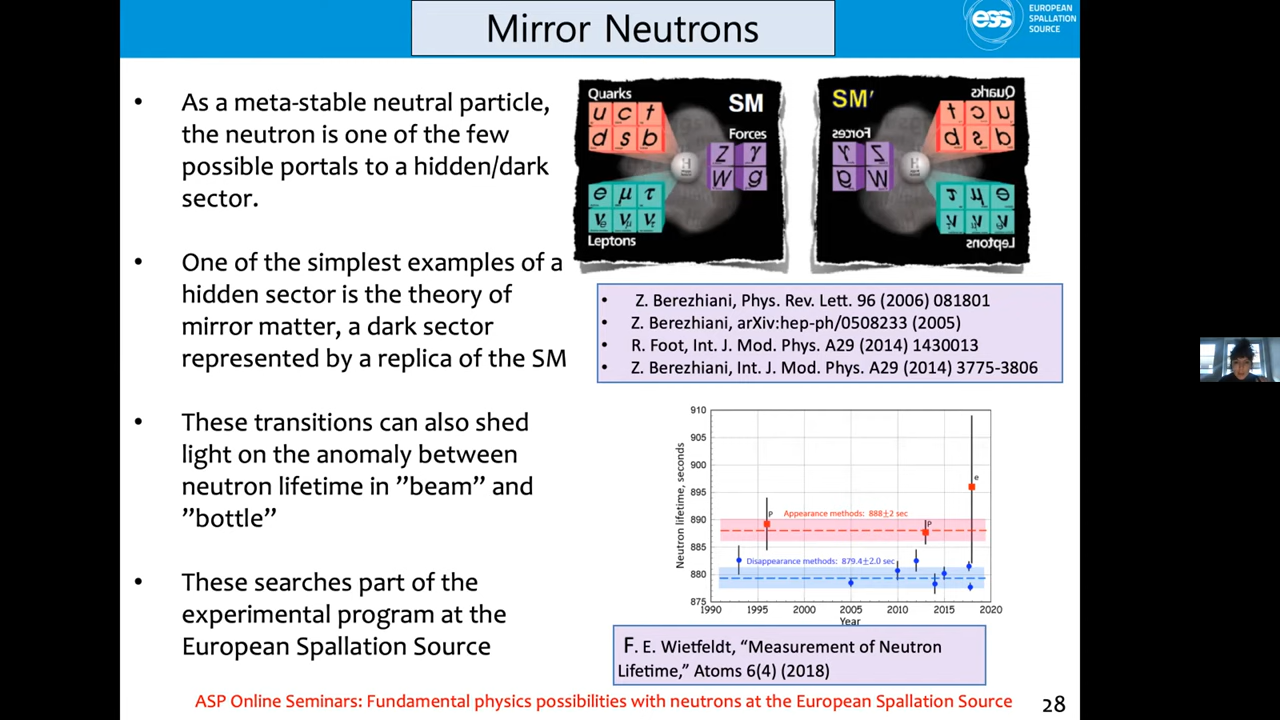 Mirror Neutrons
ess
EUROPEAN
SPALLATION
SOURCE
• As a meta-stable neutral particle,
the neutron is one of the few
possible portals to a hidden/dark
sector.
• One of the simplest examples of a
hidden sector is the theory of
mirror matter, a dark sector
represented by a replica of the SM
• These transitions can also shed
light on the anomaly between
neutron lifetime in ”beam” and
”bottle”
• These searches part of the
experimental program at the
European Spallation Source
Quarks
SM
u c t
d s b
Forces
Z γ
W g
e μ τ
νe νμ ντ
Leptons
SM′
Quarks
u c t
d s b
Forces
Z γ
W g
e μ τ
νe νμ ντ
Leptons
• Z. Berezhiani, Phys. Rev. Lett. 96 (2006) 081801
• Z. Berezhiani, arXiv:hep-ph/0508233 (2005)
• R. Foot, Int. J. Mod. Phys. A29 (2014) 1430013
• Z. Berezhiani, Int. J. Mod. Phys. A29 (2014) 3775-3806
Neutron lifetime, seconds
910
905
900
895
890
885
880
875
p
p
e
Appearance methods: 888±2 sec
Disappearance methods: 879.4±2.0 sec
1990 1995 2000 2005 2010 2015 2020
Year
F. E. Wietfeldt, “Measurement of Neutron
Lifetime,” Atoms 6(4) (2018)
ASP Online Seminars: Fundamental physics possibilities with neutrons at the European Spallation Source
28